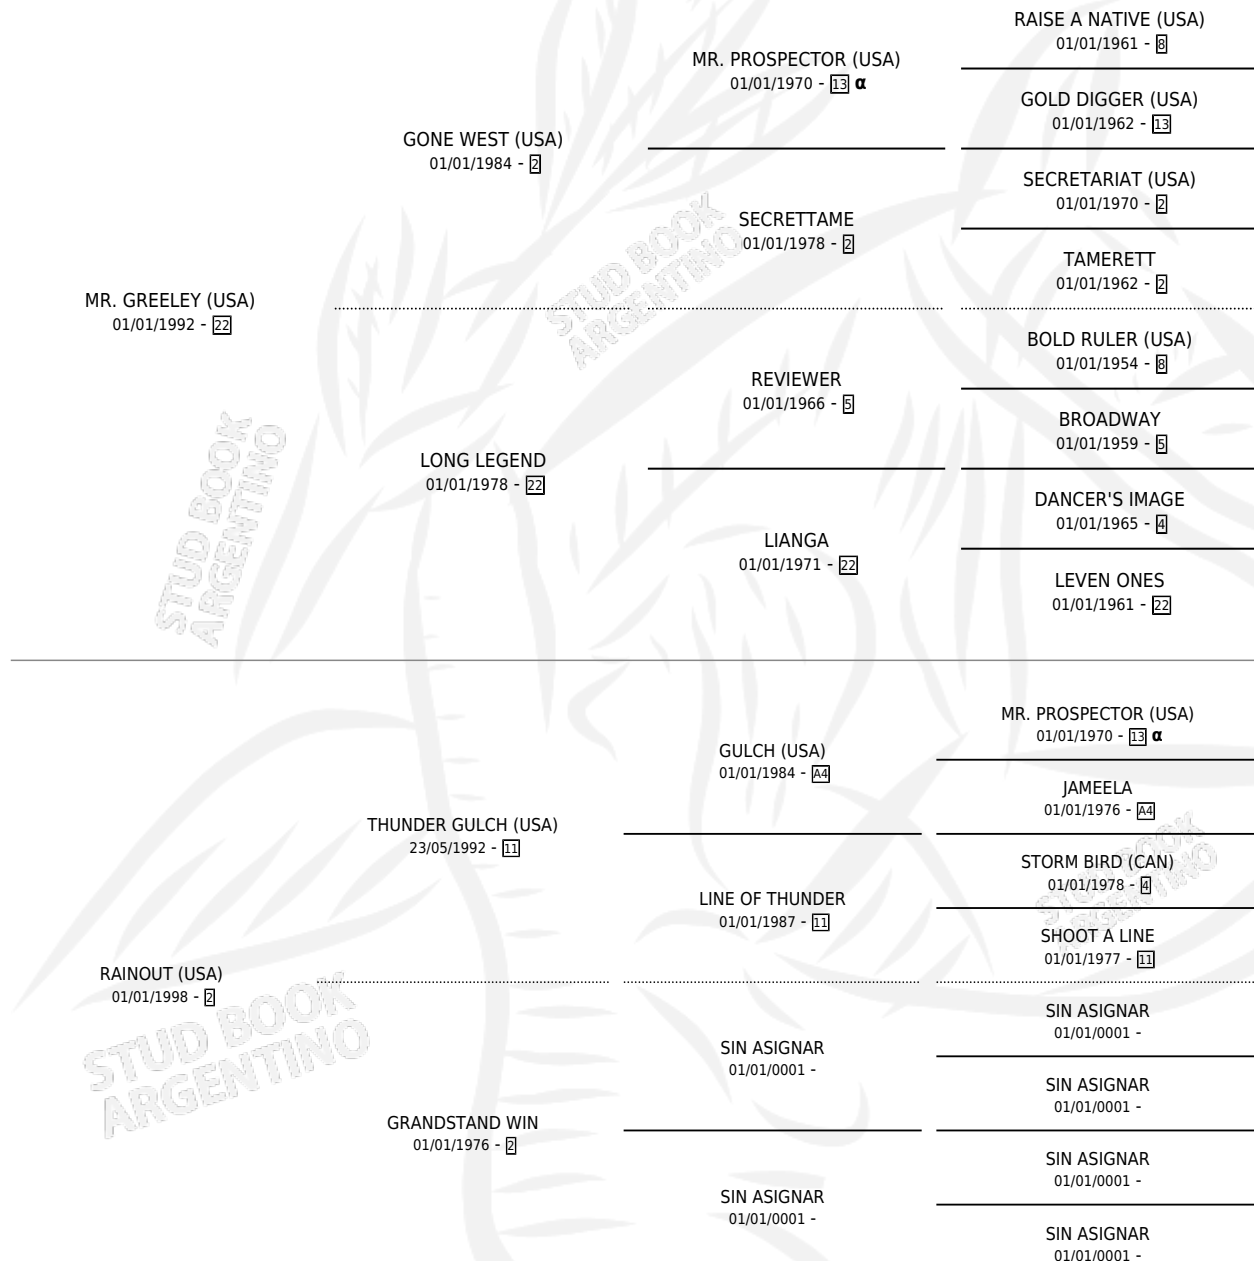 RAISE A NATIVE (USA)
01/01/1961 - 8
MR. PROSPECTOR (USA)
01/01/1970 - 13 α
GOLD DIGGER (USA)
01/01/1962 - 13
GONE WEST (USA)
01/01/1984 - 2
SECRETARIAT (USA)
01/01/1970 - 2
SECRETTAME
01/01/1978 - 2
TAMERETT
01/01/1962 - 2
MR. GREELEY (USA)
01/01/1992 - 22
BOLD RULER (USA)
01/01/1954 - 8
REVIEWER
01/01/1966 - 5
BROADWAY
01/01/1959 - 5
LONG LEGEND
01/01/1978 - 22
DANCER'S IMAGE
01/01/1965 - 4
LIANGA
01/01/1971 - 22
LEVEN ONES
01/01/1961 - 22
MR. PROSPECTOR (USA)
01/01/1970 - 13 α
GULCH (USA)
01/01/1984 - A4
JAMEELA
01/01/1976 - A4
THUNDER GULCH (USA)
23/05/1992 - 11
STORM BIRD (CAN)
01/01/1978 - 4
LINE OF THUNDER
01/01/1987 - 11
SHOOT A LINE
01/01/1977 - 11
RAINOUT (USA)
01/01/1998 - 2
SIN ASIGNAR
01/01/0001 -
SIN ASIGNAR
01/01/0001 -
SIN ASIGNAR
01/01/0001 -
GRANDSTAND WIN
01/01/1976 - 2
SIN ASIGNAR
01/01/0001 -
SIN ASIGNAR
01/01/0001 -
SIN ASIGNAR
01/01/0001 -
STUD BOOK
ARGENTINO
STUD BOOK
ARGENTINO
STUD BOOK
ARGENTINO
STUD BOOK
ARGENTINO